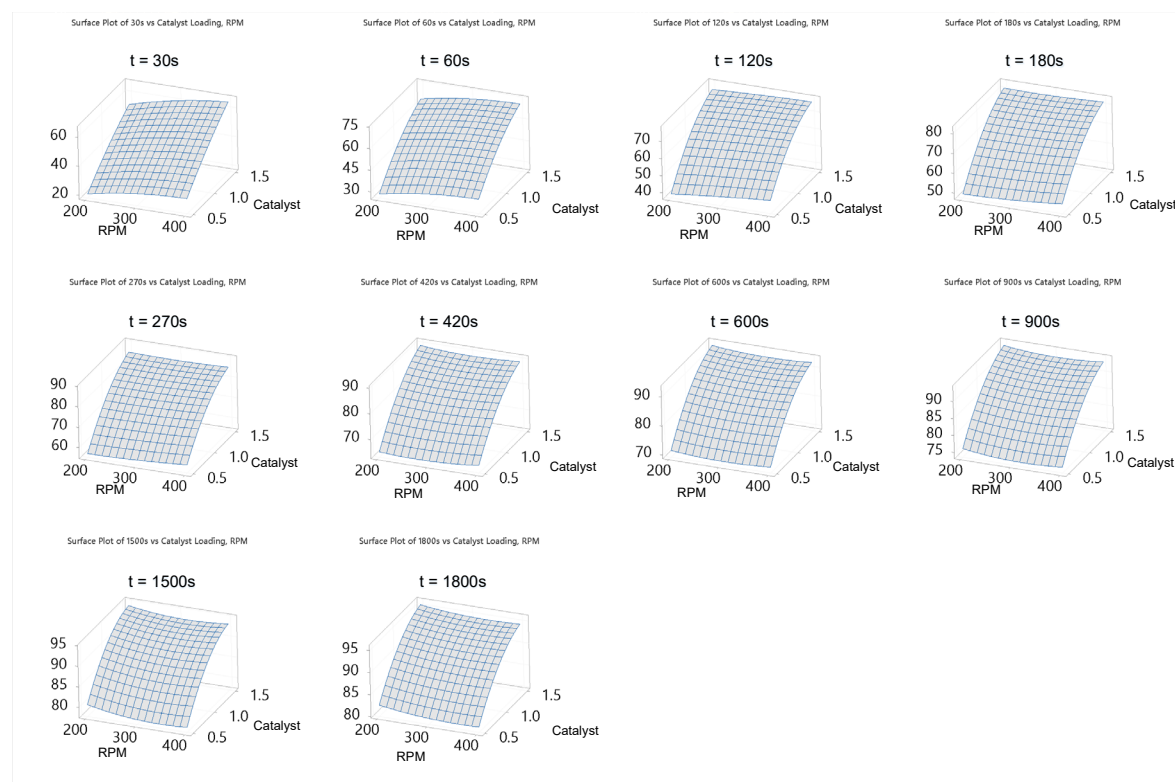 Surface Plot of 30s vs Catalyst Loading, RPM
t = 30s
60
40
20
200
300
400
RPM
0.5
1.0
1.5
Catalyst
Surface Plot of 60s vs Catalyst Loading, RPM
t = 60s
75
60
45
30
200
300
400
RPM
0.5
1.0
1.5
Catalyst
Surface Plot of 120s vs Catalyst Loading, RPM
t = 120s
70
60
50
40
200
300
400
RPM
0.5
1.0
1.5
Catalyst
Surface Plot of 180s vs Catalyst Loading, RPM
t = 180s
80
70
60
50
200
300
400
RPM
0.5
1.0
1.5
Catalyst
Surface Plot of 270s vs Catalyst Loading, RPM
t = 270s
90
80
70
60
200
300
400
RPM
0.5
1.0
1.5
Catalyst
Surface Plot of 420s vs Catalyst Loading, RPM
t = 420s
90
80
70
200
300
400
RPM
0.5
1.0
1.5
Catalyst
Surface Plot of 600s vs Catalyst Loading, RPM
t = 600s
90
80
70
200
300
400
RPM
0.5
1.0
1.5
Catalyst
Surface Plot of 900s vs Catalyst Loading, RPM
t = 900s
90
85
80
75
200
300
400
RPM
0.5
1.0
1.5
Catalyst
Surface Plot of 1500s vs Catalyst Loading, RPM
t = 1500s
95
90
85
80
200
300
400
RPM
0.5
1.0
1.5
Catalyst
Surface Plot of 1800s vs Catalyst Loading, RPM
t = 1800s
95
90
85
80
200
300
400
RPM
0.5
1.0
1.5
Catalyst